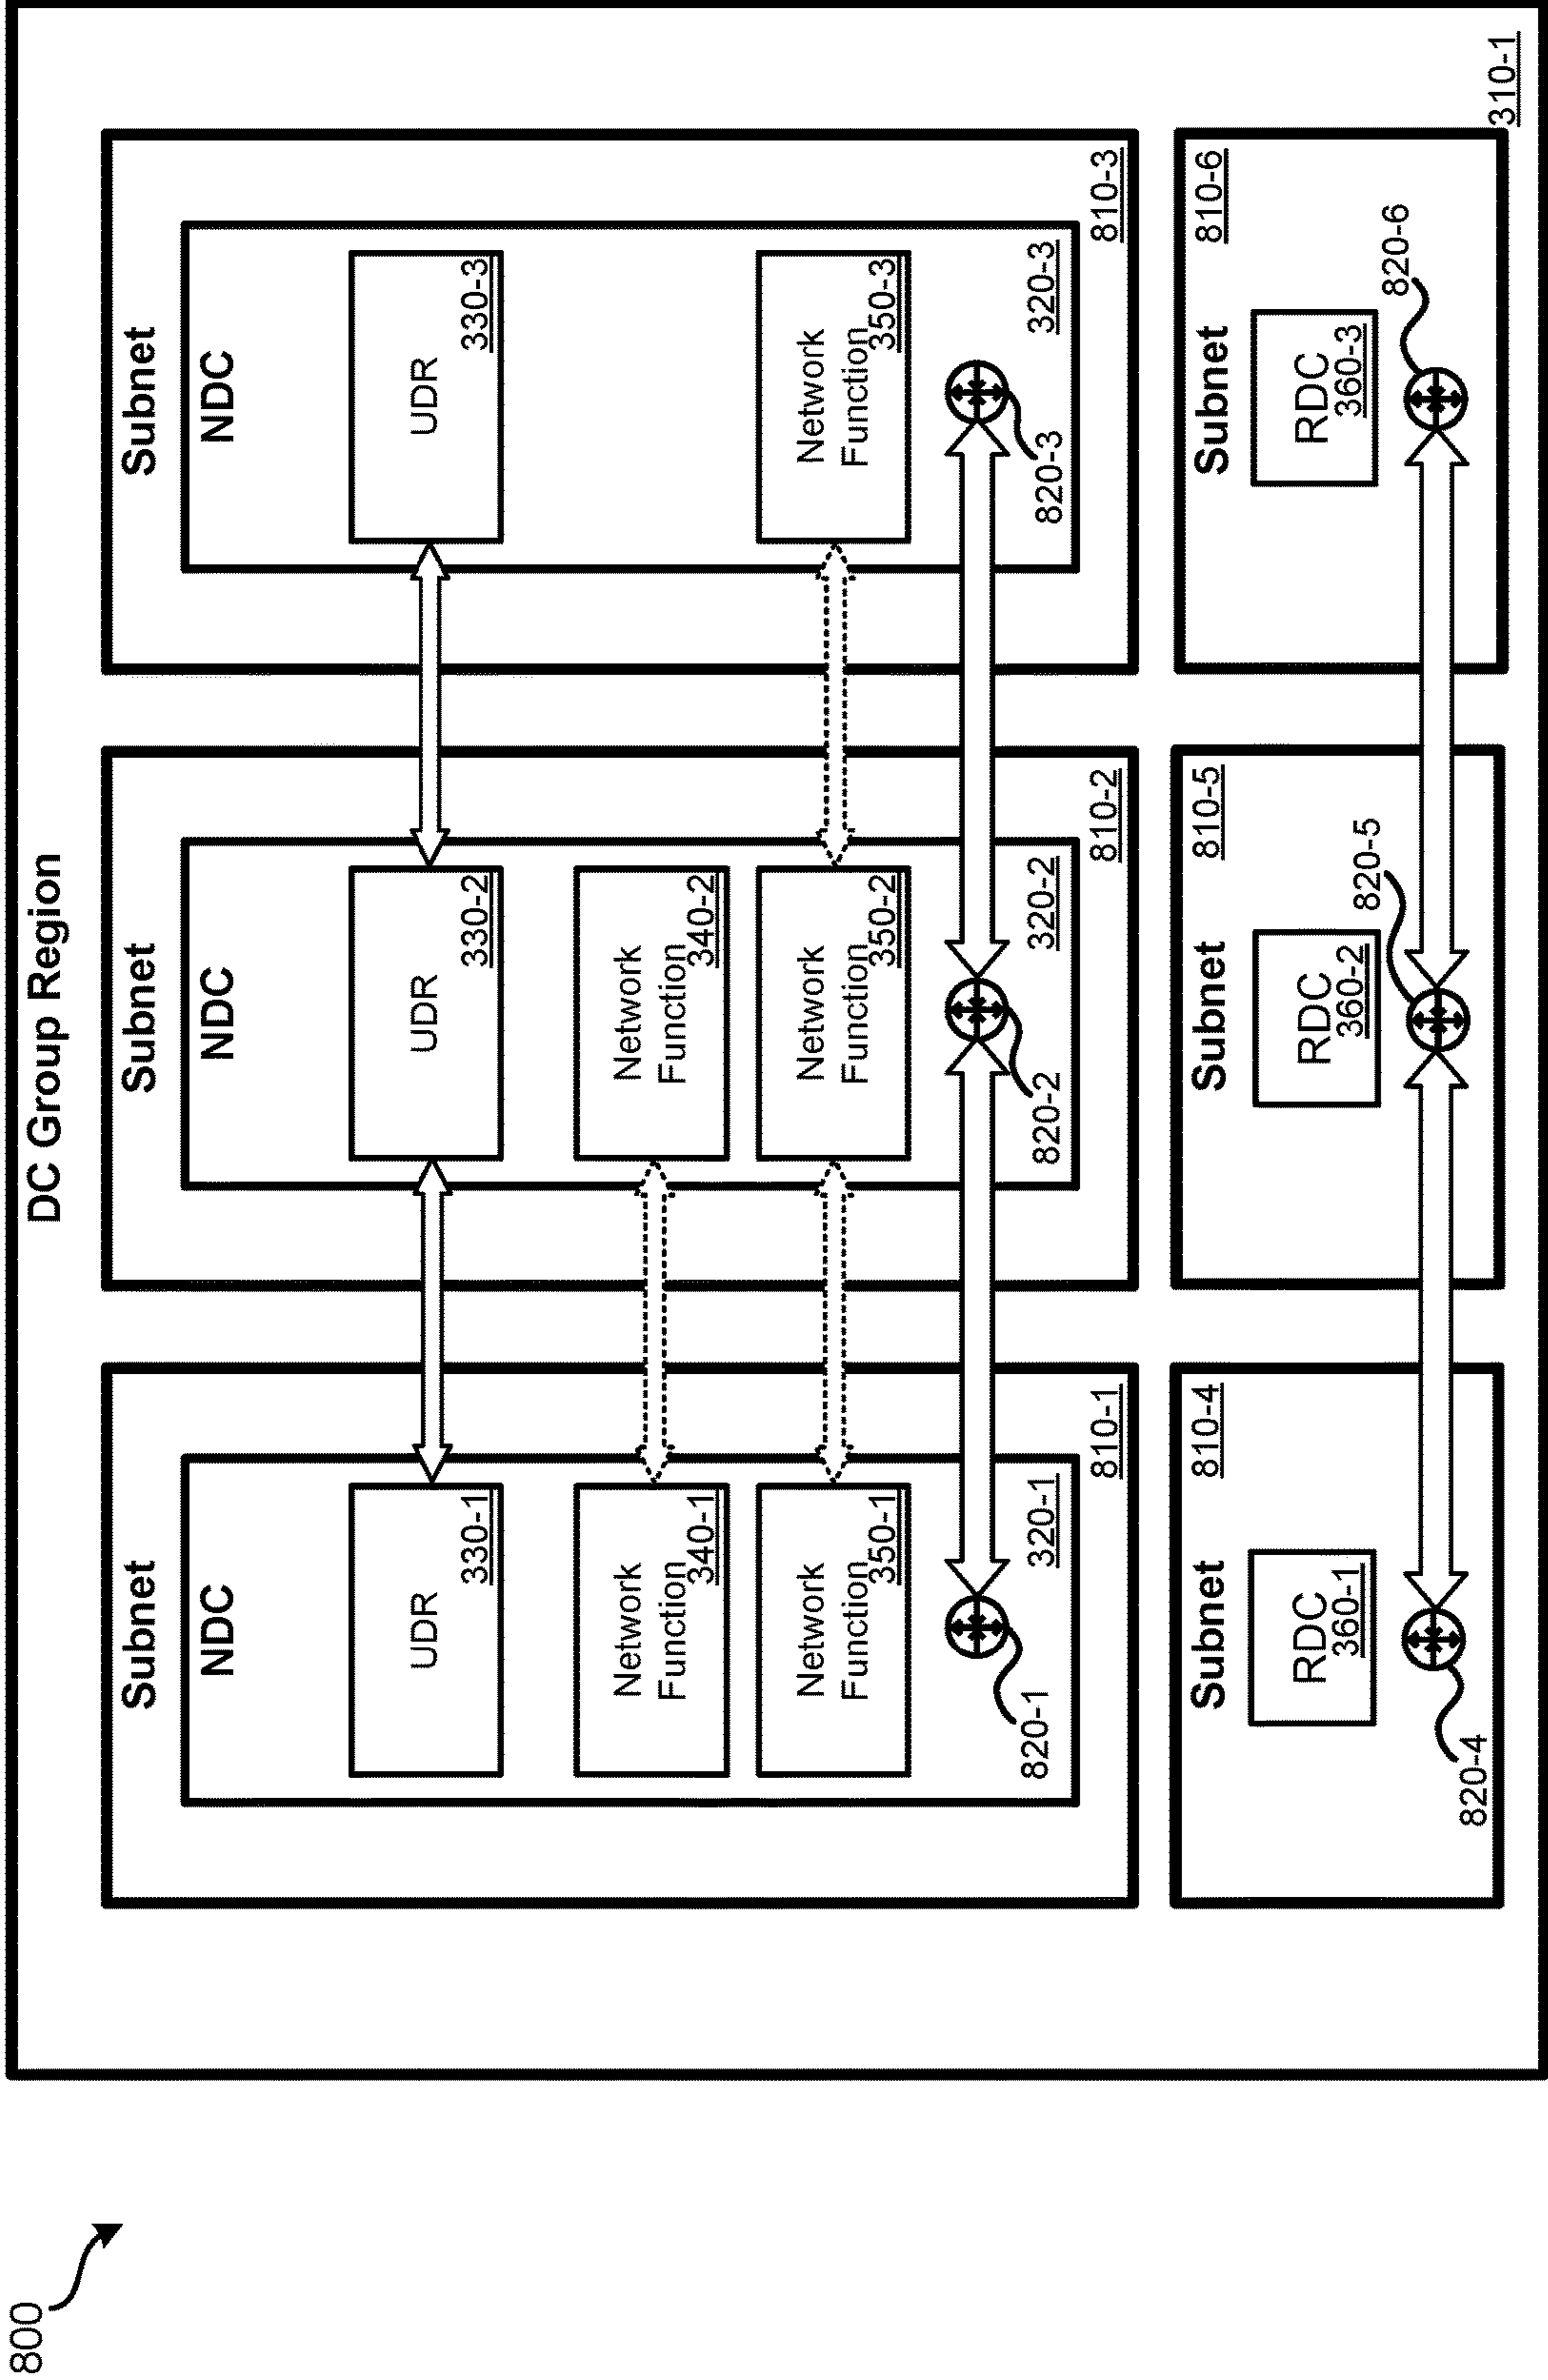 800
DC Group Region
Subnet
NDC
UDR
330-1
Network
Function
340-1
Network
Function
350-1
820-1
320-1
810-1
Subnet
NDC
UDR
330-2
Network
Function
340-2
Network
Function
350-2
820-2
320-2
810-2
Subnet
NDC
UDR
330-3
Network
Function
350-3
820-3
320-3
810-3
Subnet
810-4
RDC
360-1
820-4
Subnet
810-5
RDC
360-2
820-5
Subnet
810-6
RDC
360-3
820-6
310-1